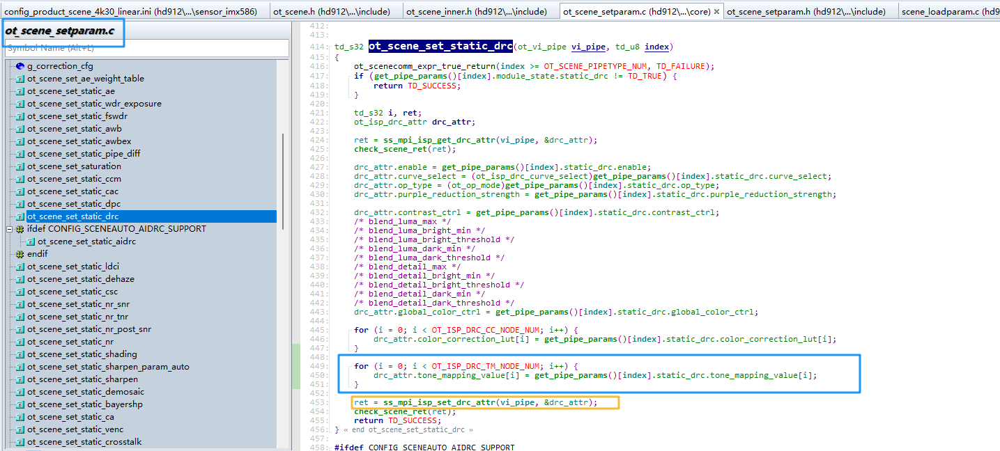 config_product_scene_4k30_linear.ini (hd912\...\sensor_imx586)
ot_scene.h (hd912\...\include)
ot_scene_inner.h (hd912\...\include)
ot_scene_setparam.c (hd912\...\core)
ot_scene_setparam.h (hd912\...\include)
scene_loadparam.c (hd9
ot_scene_setparam.c
Symbol Name (Alt+L)
g_correction_cfg
ot_scene_set_ae_weight_table
ot_scene_set_static_ae
ot_scene_set_static_wdr_exposure
ot_scene_set_static_fswdr
ot_scene_set_static_awb
ot_scene_set_static_awbex
ot_scene_set_static_pipe_diff
ot_scene_set_saturation
ot_scene_set_static_ccm
ot_scene_set_static_cac
ot_scene_set_static_dpc
ot_scene_set_static_drc
ifdef CONFIG_SCENEAUTO_AIDRC_SUPPORT
ot_scene_set_static_aidrc
endif
ot_scene_set_static_ldci
ot_scene_set_static_dehaze
ot_scene_set_static_csc
ot_scene_set_static_nr_snr
ot_scene_set_static_nr_tnr
ot_scene_set_static_nr_post_snr
ot_scene_set_static_nr
ot_scene_set_static_shading
ot_scene_set_static_sharpen_param_auto
ot_scene_set_static_sharpen
ot_scene_set_static_demosaic
ot_scene_set_static_bayershp
ot_scene_set_static_ca
ot_scene_set_static_venc
ot_scene_set_static_crosstalk
412:
413:
414: td_s32 ot_scene_set_static_drc(ot_vi_pipe vi_pipe, td_u8 index)
415: {
416: ot_scenecomm_expr_true_return(index >= OT_SCENE_PIPETYPE_NUM, TD_FAILURE);
417: if (get_pipe_params()[index].module_state.static_drc != TD_TRUE) {
418: return TD_SUCCESS;
419: }
420:
421: td_s32 i, ret;
422: ot_isp_drc_attr drc_attr;
423:
424: ret = ss_mpi_isp_get_drc_attr(vi_pipe, &drc_attr);
425: check_scene_ret(ret);
426:
427: drc_attr.enable = get_pipe_params()[index].static_drc.enable;
428: drc_attr.curve_select = (ot_isp_drc_curve_select)get_pipe_params()[index].static_drc.curve_select;
429: drc_attr.op_type = (ot_op_mode)get_pipe_params()[index].static_drc.op_type;
430: drc_attr.purple_reduction_strength = get_pipe_params()[index].static_drc.purple_reduction_strength;
431:
432: drc_attr.contrast_ctrl = get_pipe_params()[index].static_drc.contrast_ctrl;
433: /* blend_luma_max */
434: /* blend_luma_bright_min */
435: /* blend_luma_bright_threshold */
436: /* blend_luma_dark_min */
437: /* blend_luma_dark_threshold */
438: /* blend_detail_max */
439: /* blend_detail_bright_min */
440: /* blend_detail_bright_threshold */
441: /* blend_detail_dark_min */
442: /* blend_detail_dark_threshold */
443: drc_attr.global_color_ctrl = get_pipe_params()[index].static_drc.global_color_ctrl;
444:
445: for (i = 0; i < OT_ISP_DRC_CC_NODE_NUM; i++) {
446: drc_attr.color_correction_lut[i] = get_pipe_params()[index].static_drc.color_correction_lut[i];
447: }
448:
449: for (i = 0; i < OT_ISP_DRC_TM_NODE_NUM; i++) {
450: drc_attr.tone_mapping_value[i] = get_pipe_params()[index].static_drc.tone_mapping_value[i];
451: }
452:
453: ret = ss_mpi_isp_set_drc_attr(vi_pipe, &drc_attr);
454: check_scene_ret(ret);
455: return TD_SUCCESS;
456: } « end ot_scene_set_static_drc »
457:
458: #ifdef CONFIG_SCENEAUTO_AIDRC_SUPPORT